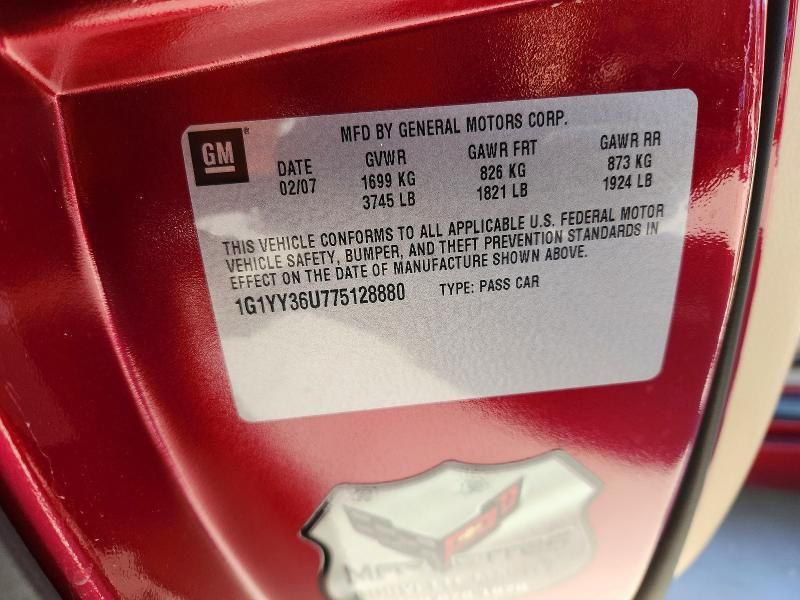 GM
MFD BY GENERAL MOTORS CORP.
DATE GVWR GAWR FRT GAWR RR
02/07 1699 KG 826 KG 873 KG
3745 LB 1821 LB 1924 LB
THIS VEHICLE CONFORMS TO ALL APPLICABLE U.S. FEDERAL MOTOR
VEHICLE SAFETY, BUMPER, AND THEFT PREVENTION STANDARDS IN
EFFECT ON THE DATE OF MANUFACTURE SHOWN ABOVE.
1G1YY36U775128880 TYPE: PASS CAR